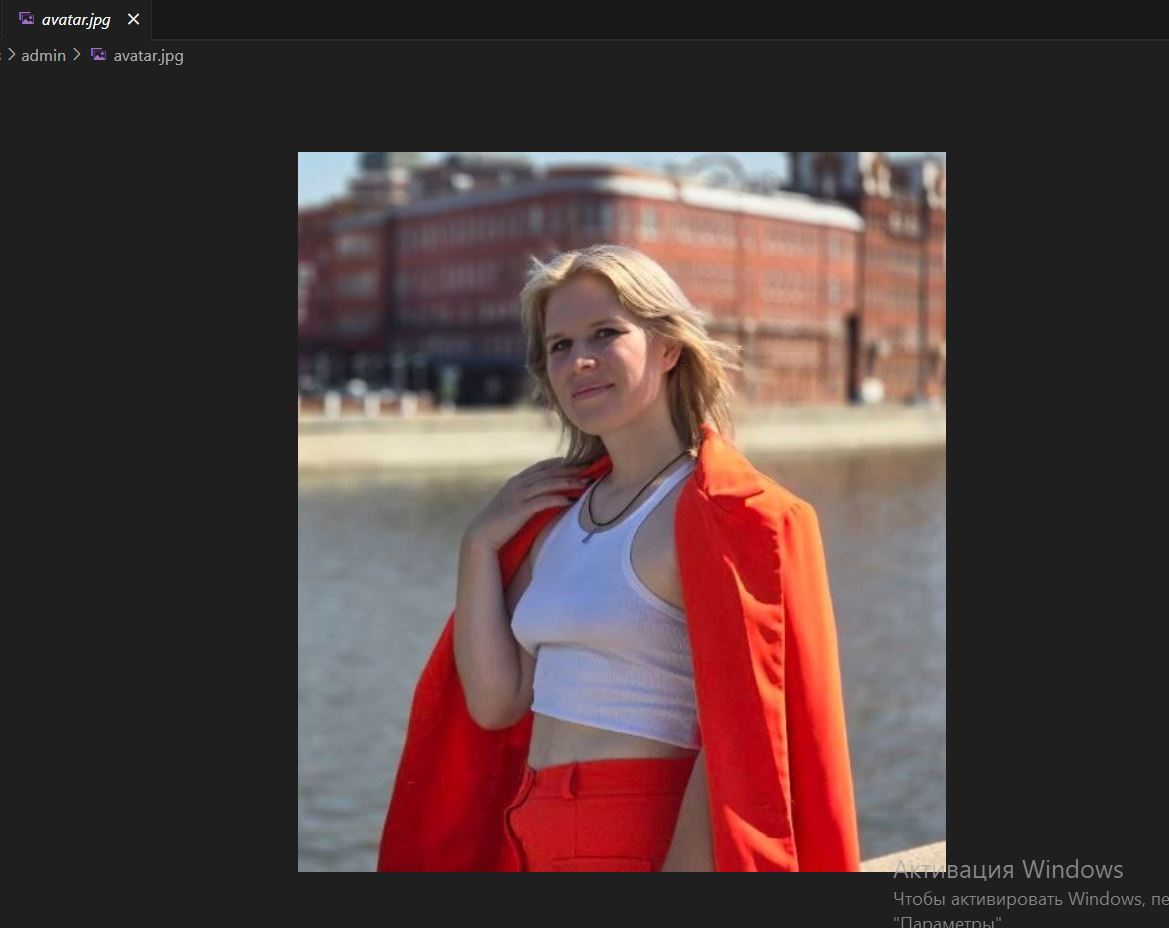 avatar.jpg
admin > avatar.jpg
Активация Windows
Чтобы активировать Windows, пе
"Параметры"